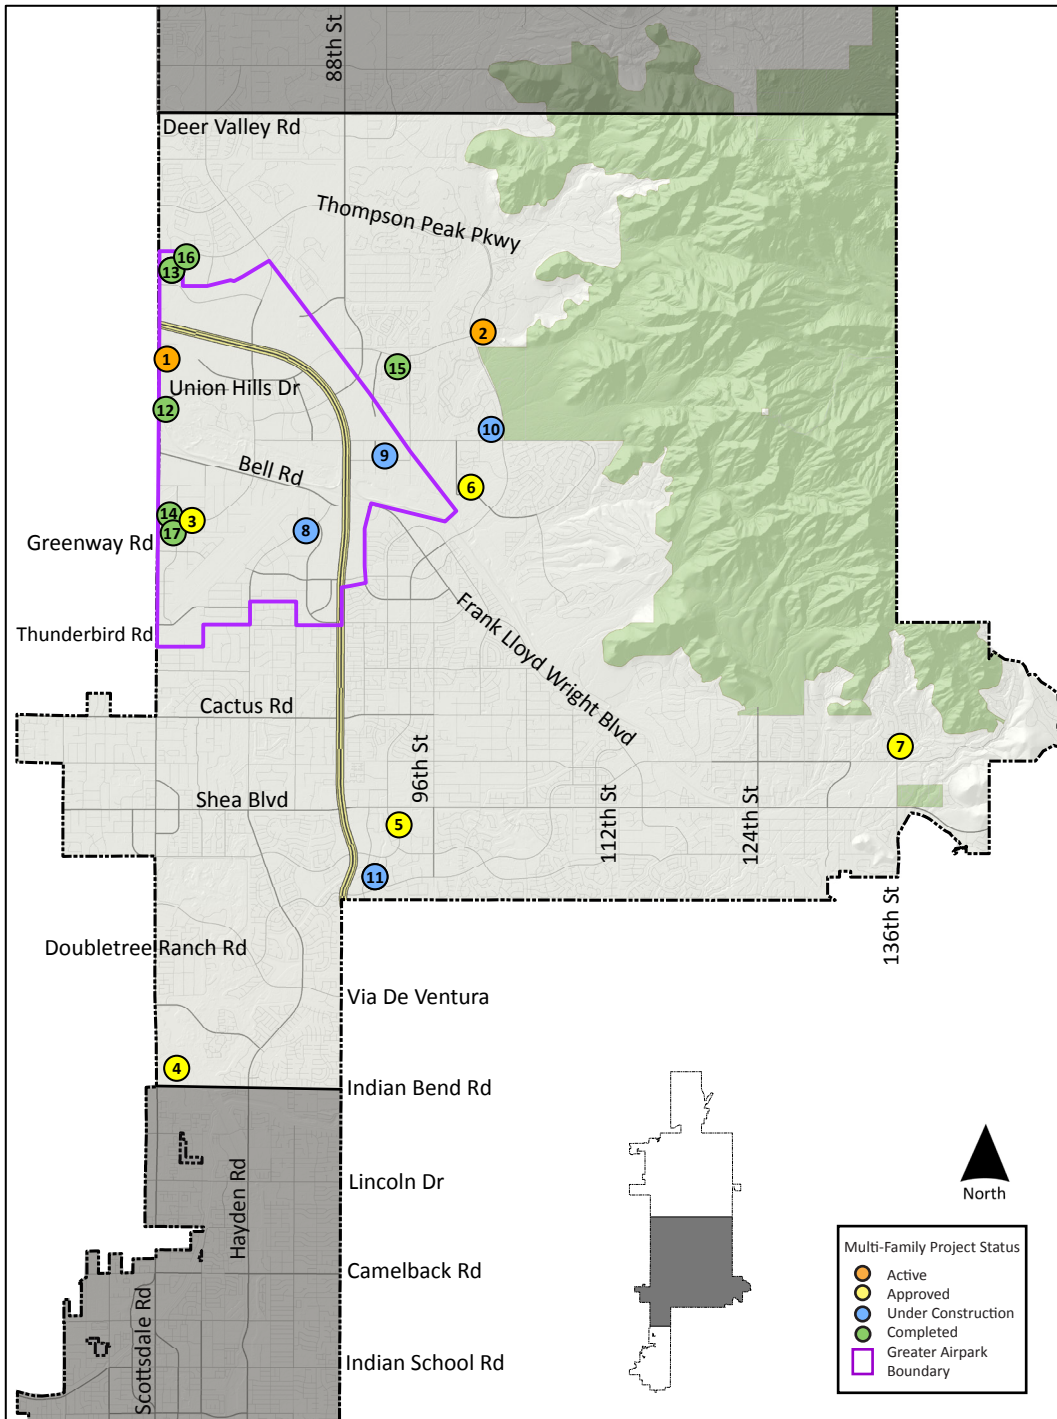 88th St
Deer Valley Rd
Thompson Peak Pkwy
16
13
2
1
15
Union Hills Dr
12
10
Bell Rd
9
6
14
3
17
8
Greenway Rd
Frank Lloyd Wright Blvd
Thunderbird Rd
Cactus Rd
7
96th St
Shea Blvd
112th St
124th St
5
11
136th St
Doubletree Ranch Rd
Via De Ventura
4
Indian Bend Rd
Hayden Rd
Lincoln Dr
North
Camelback Rd
Scottsdale Rd
Indian School Rd
Multi-Family Project Status
Active
Approved
Under Construction
Completed
Greater Airpark
Boundary